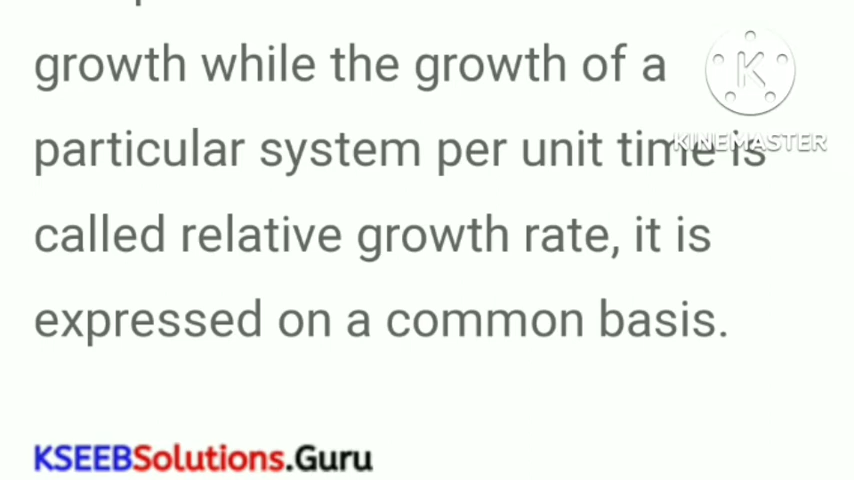 growth while the growth of a
K
particular system per unit time is
KINEMASTER
called relative growth rate, it is
expressed on a common basis.
KSEEBSolutions.Guru